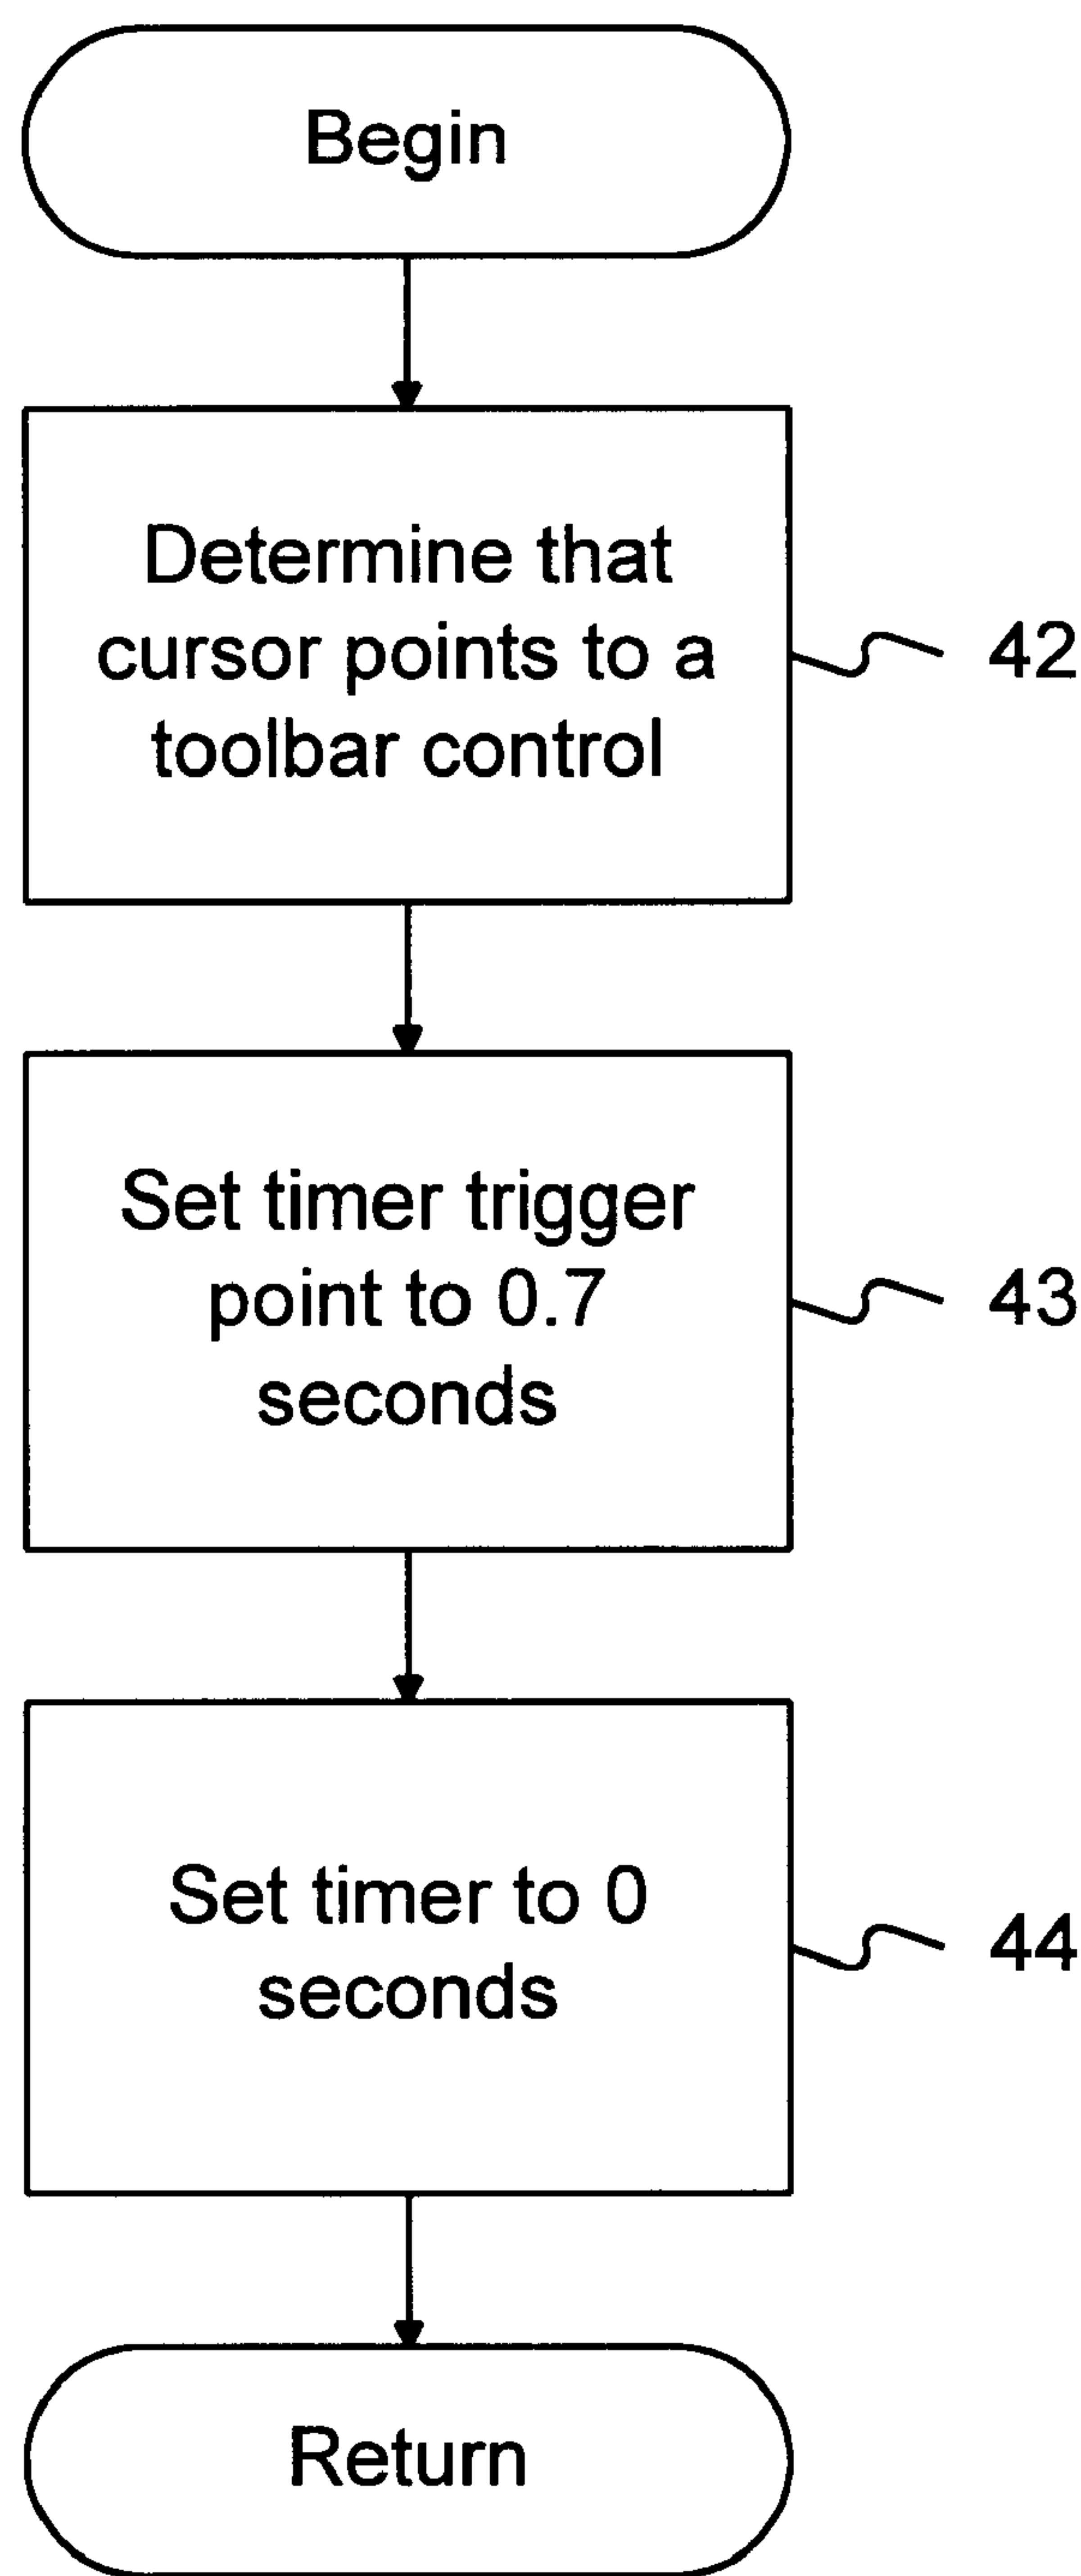 Begin
Determine that
cursor points to a
toolbar control
42
Set timer trigger
point to 0.7
seconds
43
Set timer to 0
seconds
44
Return